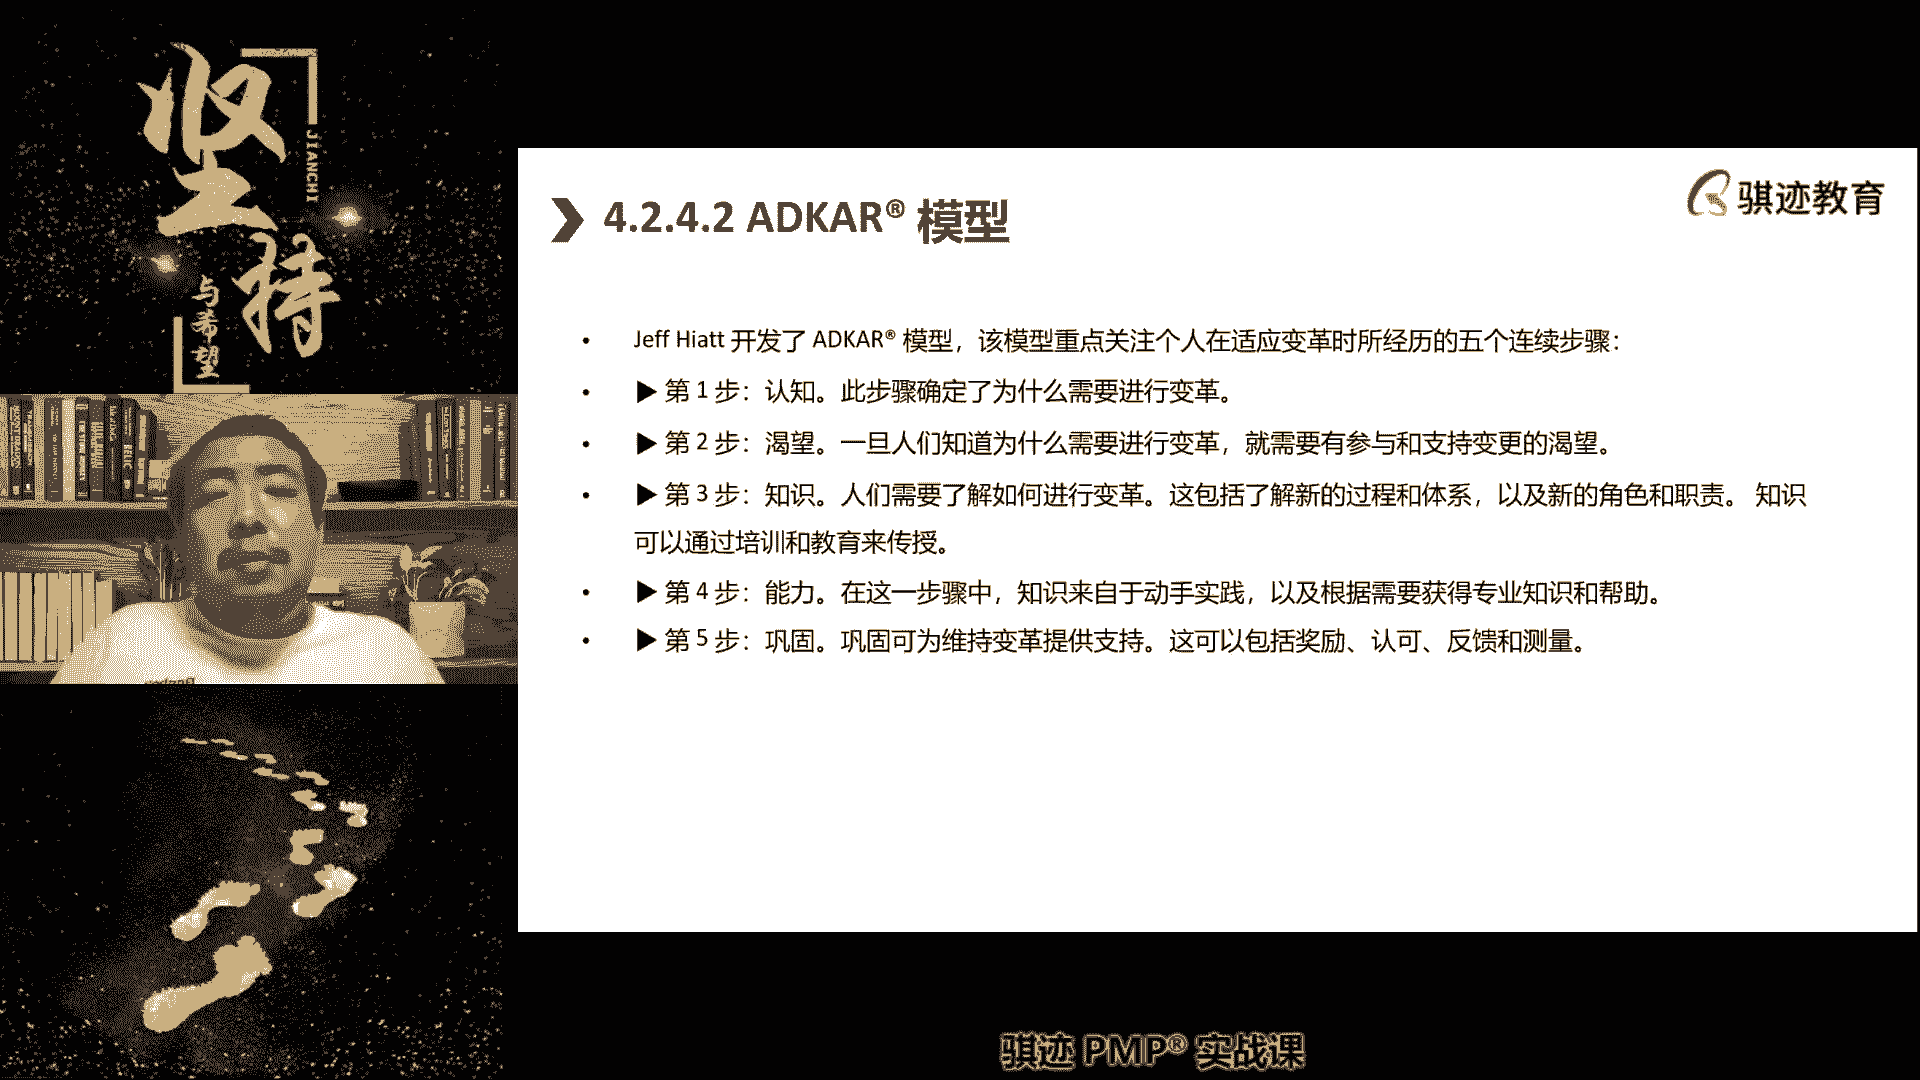 坚持
JIANCHI
与希望
骐迹教育
4.2.4.2 ADKAR® 模型
• Jeff Hiatt 开发了 ADKAR® 模型，该模型重点关注个人在适应变革时所经历的五个连续步骤：
• ▶ 第 1 步：认知。此步骤确定了为什么需要进行变革。
• ▶ 第 2 步：渴望。一旦人们知道为什么需要进行变革，就需要有参与和支持变更的渴望。
• ▶ 第 3 步：知识。人们需要了解如何进行变革。这包括了解新的过程和体系，以及新的角色和职责。 知识
可以通过培训和教育来传授。
• ▶ 第 4 步：能力。在这一步骤中，知识来自于动手实践，以及根据需要获得专业知识和帮助。
• ▶ 第 5 步：巩固。巩固可为维持变革提供支持。这可以包括奖励、认可、反馈和测量。
骐迹 PMP® 实战课